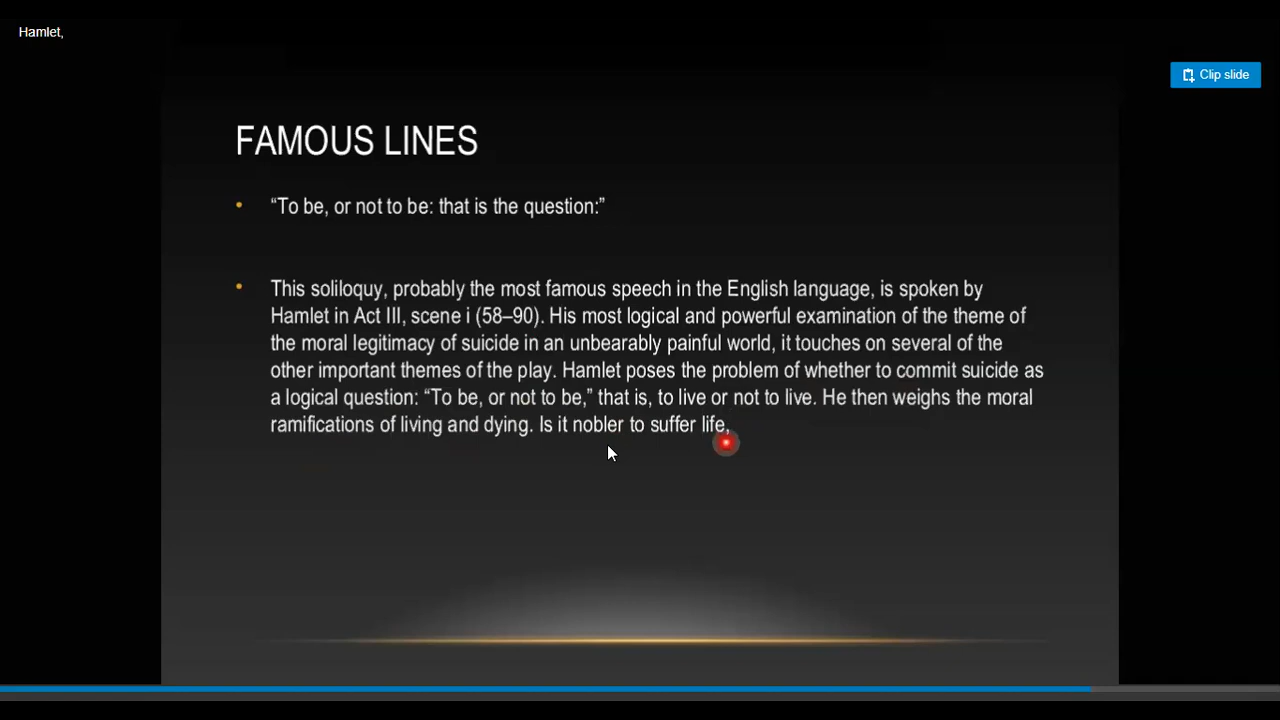 Hamlet,
Clip slide
FAMOUS LINES
• “To be, or not to be: that is the question:”
• This soliloquy, probably the most famous speech in the English language, is spoken by
Hamlet in Act III, scene i (58–90). His most logical and powerful examination of the theme of
the moral legitimacy of suicide in an unbearably painful world, it touches on several of the
other important themes of the play. Hamlet poses the problem of whether to commit suicide as
a logical question: “To be, or not to be,” that is, to live or not to live. He then weighs the moral
ramifications of living and dying. Is it nobler to suffer life,